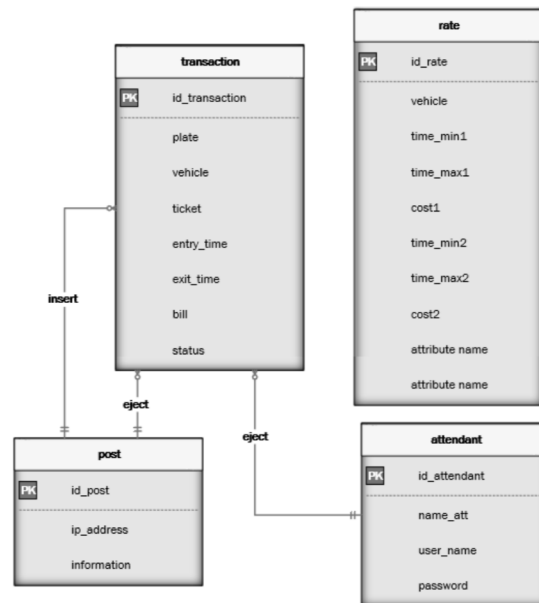 transaction
PK id_transaction
plate
vehicle
ticket
entry_time
exit_time
bill
status
rate
PK id_rate
vehicle
time_min1
time_max1
cost1
time_min2
time_max2
cost2
attribute name
attribute name
insert
eject
eject
post
PK id_post
ip_address
information
attendant
PK id_attendant
name_att
user_name
password